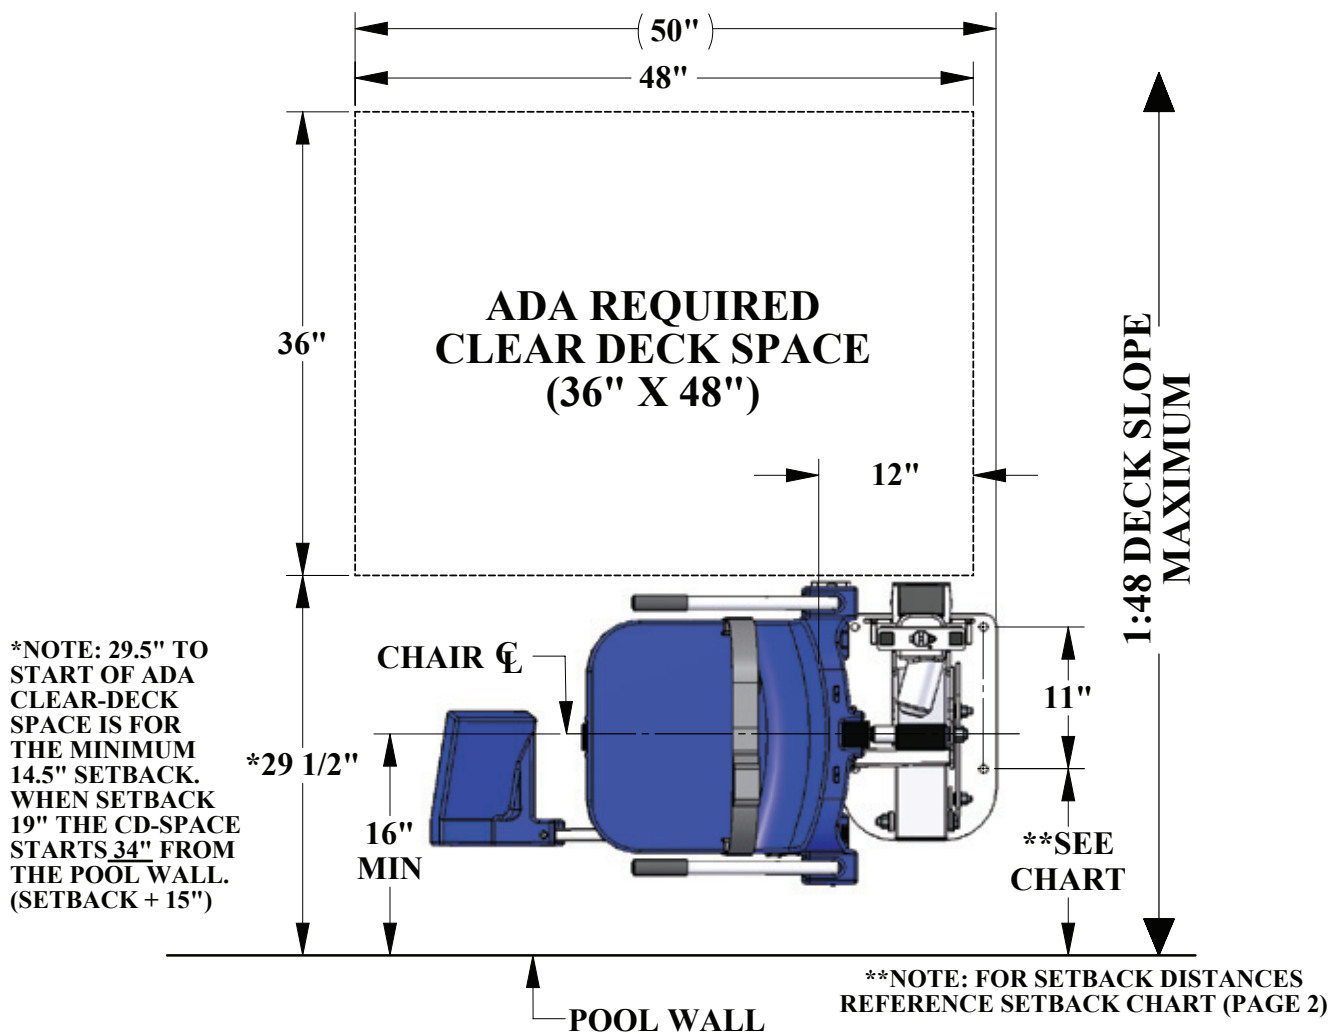 (50")
48"
36"
ADA REQUIRED
CLEAR DECK SPACE
(36" X 48")
12"
1:48 DECK SLOPE
MAXIMUM
*NOTE: 29.5" TO
START OF ADA
CLEAR-DECK
SPACE IS FOR
THE MINIMUM
14.5" SETBACK.
WHEN SETBACK
19" THE CD-SPACE
STARTS 34" FROM
THE POOL WALL.
(SETBACK + 15")
*29 1/2"
CHAIR ℄
16"
MIN
11"
**SEE
CHART
**NOTE: FOR SETBACK DISTANCES
REFERENCE SETBACK CHART (PAGE 2)
POOL WALL